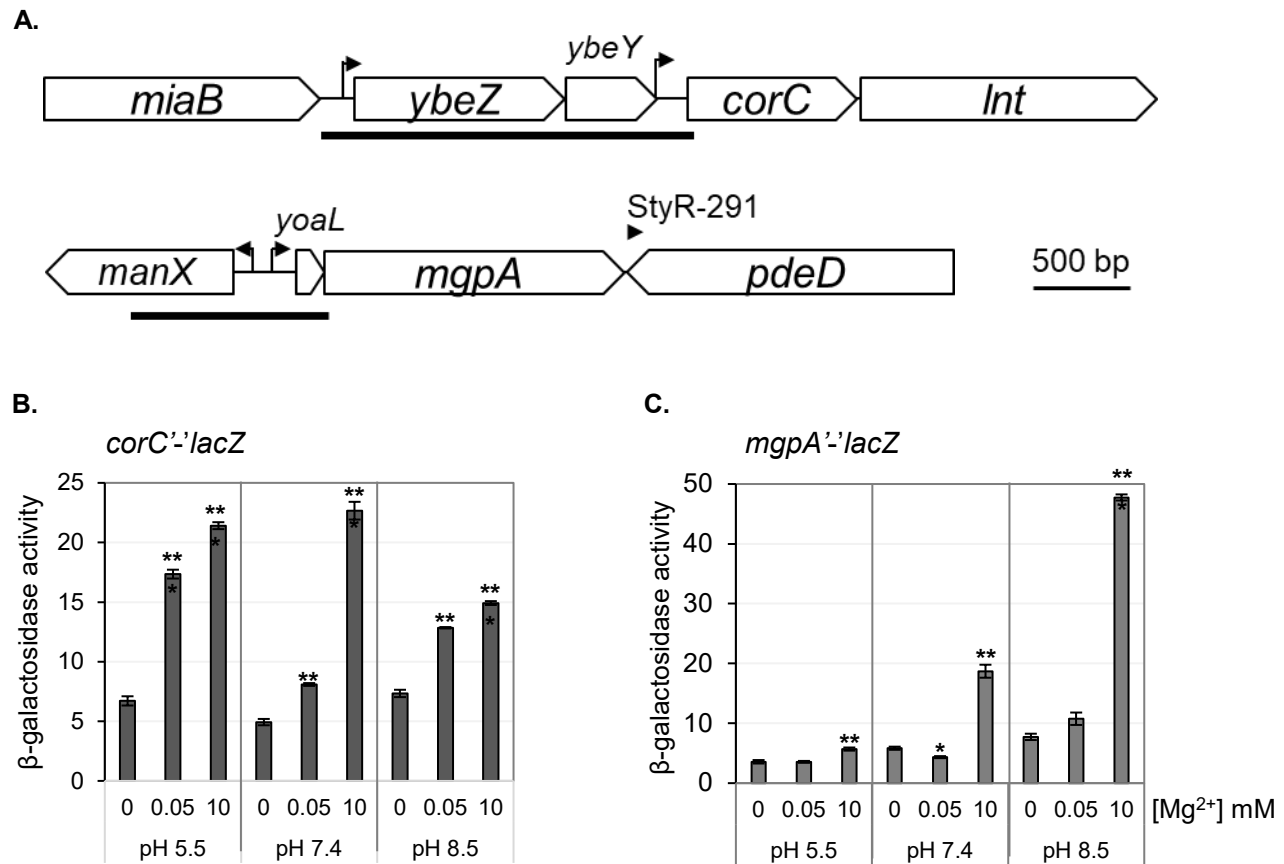 A.
ybeY
miaB ybeZ corC lnt
StyR-291
yoaL
manX mgpA pdeD 500 bp
B. C.
corC’-’lacZ mgpA’-’lacZ
β-galactosidase activity
25
20
15
10
5
0
** * ** * ** ** * ** ** *
0 0.05 10 0 0.05 10 0 0.05 10
pH 5.5 pH 7.4 pH 8.5
β-galactosidase activity
50
40
30
20
10
0
** * ** ** *
0 0.05 10 0 0.05 10 0 0.05 10 [Mg²⁺] mM
pH 5.5 pH 7.4 pH 8.5